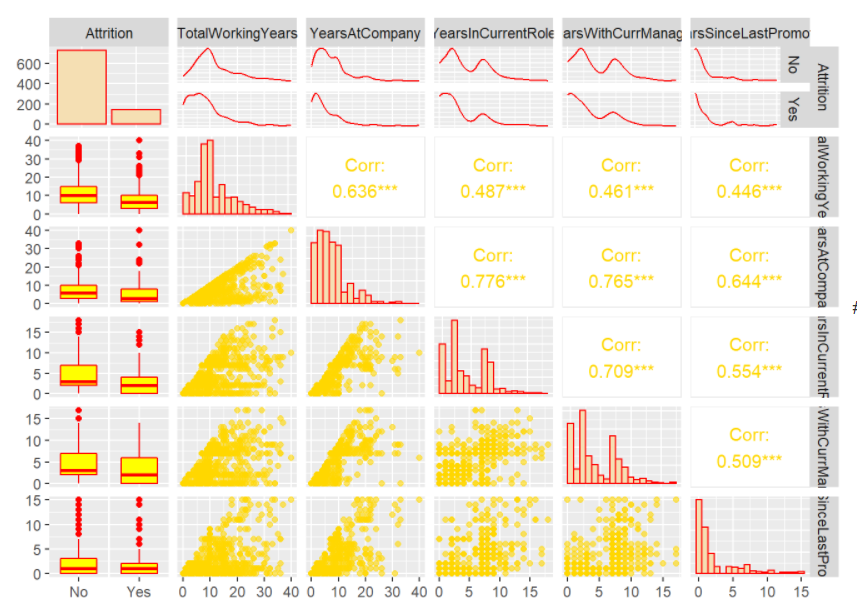 Attrition TotalWorkingYears YearsAtCompany YearsInCurrentRole arsWithCurrManag rsSinceLastPromo
600
400
200
0
No
Yes
Attrition
40
30
20
10
0
Corr:
0.636***
Corr:
0.487***
Corr:
0.461***
Corr:
0.446***
alWorkingYe
40
30
20
10
0
Corr:
0.776***
Corr:
0.765***
Corr:
0.644***
arsAtCompa
#
15
10
5
0
Corr:
0.709***
Corr:
0.554***
rsInCurrentR
15
10
5
0
Corr:
0.509***
WithCurrMa
15
10
5
0
SinceLastPro
No Yes 0 10 20 30 40 0 10 20 30 40 0 5 10 15 0 5 10 15 0 5 10 15